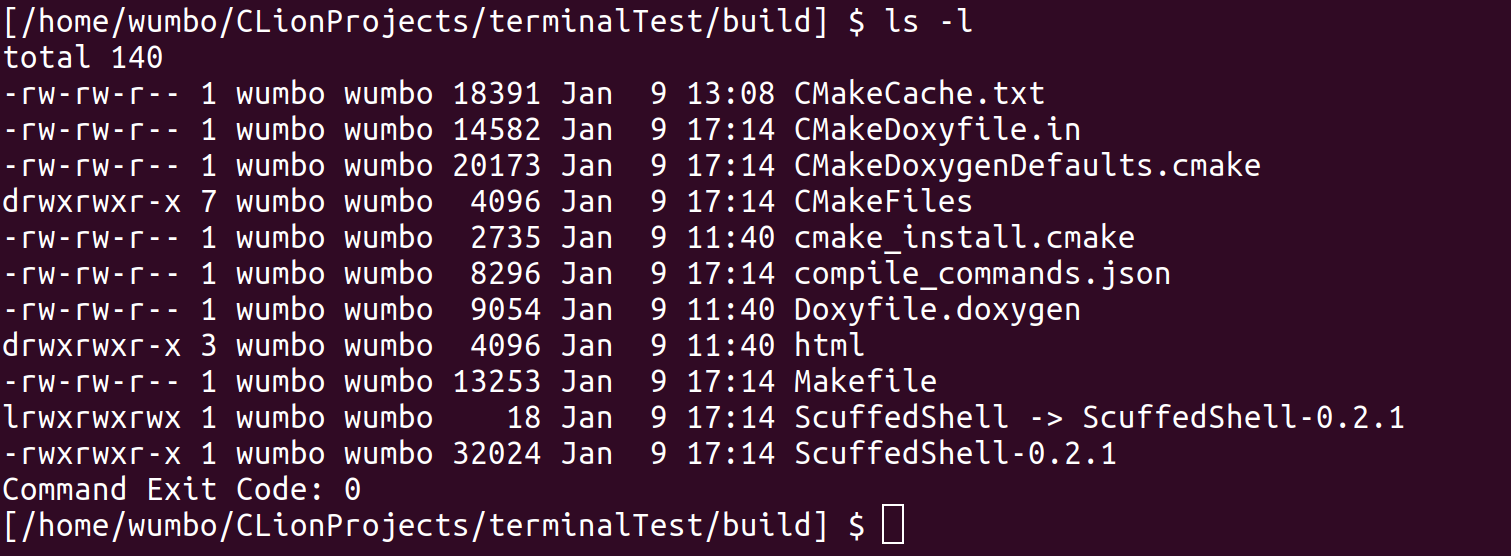 [/home/wumbo/CLionProjects/terminalTest/build] $ ls -l
total 140
-rw-rw-r-- 1 wumbo wumbo 18391 Jan  9 13:08 CMakeCache.txt
-rw-rw-r-- 1 wumbo wumbo 14582 Jan  9 17:14 CMakeDoxyfile.in
-rw-rw-r-- 1 wumbo wumbo 20173 Jan  9 17:14 CMakeDoxygenDefaults.cmake
drwxrwxr-x 7 wumbo wumbo  4096 Jan  9 17:14 CMakeFiles
-rw-rw-r-- 1 wumbo wumbo  2735 Jan  9 11:40 cmake_install.cmake
-rw-rw-r-- 1 wumbo wumbo  8296 Jan  9 17:14 compile_commands.json
-rw-rw-r-- 1 wumbo wumbo  9054 Jan  9 11:40 Doxyfile.doxygen
drwxrwxr-x 3 wumbo wumbo  4096 Jan  9 11:40 html
-rw-rw-r-- 1 wumbo wumbo 13253 Jan  9 17:14 Makefile
lrwxrwxrwx 1 wumbo wumbo    18 Jan  9 17:14 ScuffedShell -> ScuffedShell-0.2.1
-rwxrwxr-x 1 wumbo wumbo 32024 Jan  9 17:14 ScuffedShell-0.2.1
Command Exit Code: 0
[/home/wumbo/CLionProjects/terminalTest/build] $